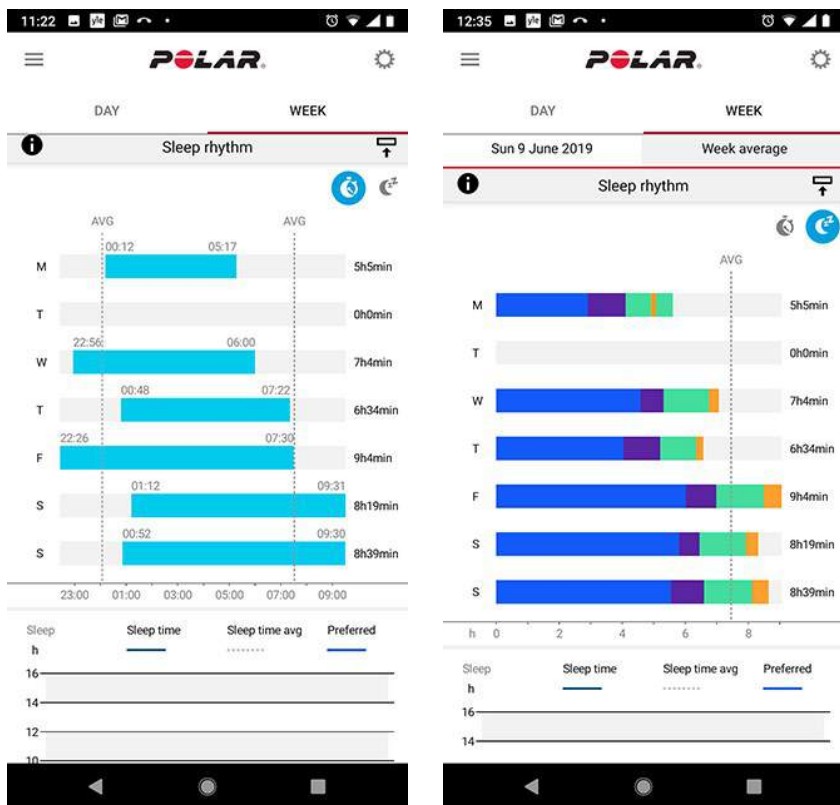 11:22
yle
POLAR
DAY WEEK
Sleep rhythm
AVG AVG
00:12 05:17
M 5h5min
T 0h0min
22:56 06:00
W 7h4min
00:48 07:22
T 6h34min
22:26 07:30
F 9h4min
01:12 09:31
S 8h19min
00:52 09:30
S 8h39min
23:00 01:00 03:00 05:00 07:00 09:00
Sleep Sleep time Sleep time avg Preferred
h
16
14
12
10
12:35
yle
POLAR
DAY WEEK
Sun 9 June 2019 Week average
Sleep rhythm
AVG
M 5h5min
T 0h0min
W 7h4min
T 6h34min
F 9h4min
S 8h19min
S 8h39min
h 0 2 4 6 8
Sleep Sleep time Sleep time avg Preferred
h
16
14